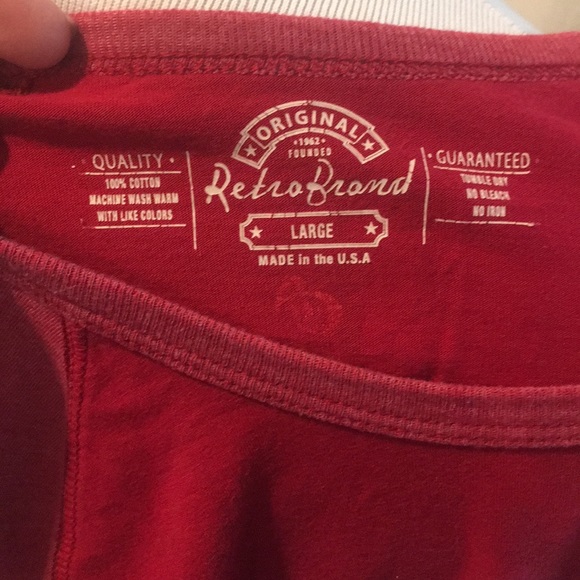 ORIGINAL
•1962•
FOUNDED
RetroBrand
LARGE
MADE in the U.S.A
• QUALITY •
100% COTTON
MACHINE WASH WARM
WITH LIKE COLORS
• GUARANTEED •
TUMBLE DRY
NO BLEACH
NO IRON